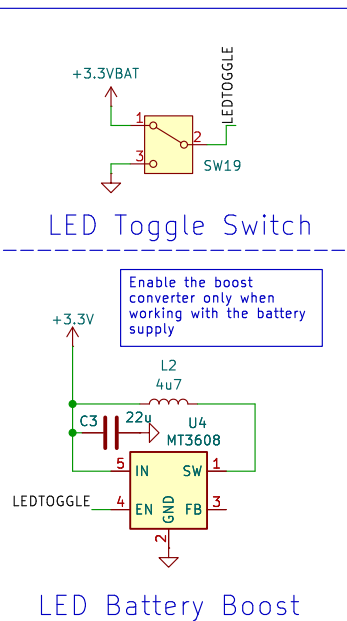 +3.3VBAT
LEDTOGGLE
1
2
3
SW19
LED Toggle Switch
Enable the boost
converter only when
working with the battery
supply
+3.3V
L2
4u7
C3
22u
U4
MT3608
5
IN
SW
1
LEDTOGGLE
4
EN
GND
FB
3
2
LED Battery Boost